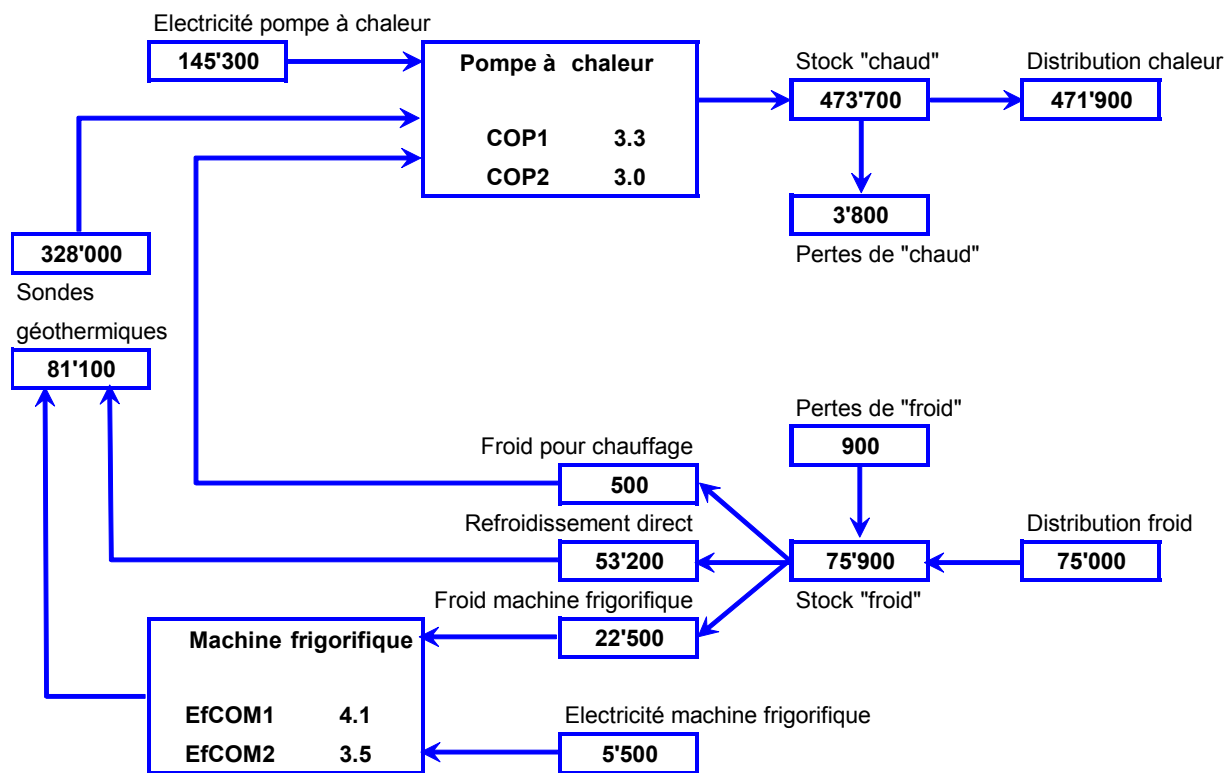 Electricité pompe à chaleur
145'300
Pompe à chaleur
COP1 3.3
COP2 3.0
Stock "chaud"
473'700
Distribution chaleur
471'900
3'800
Pertes de "chaud"
328'000
Sondes
géothermiques
81'100
Pertes de "froid"
900
Froid pour chauffage
500
Refroidissement direct
53'200
Distribution froid
75'900
75'000
Stock "froid"
Froid machine frigorifique
22'500
Machine frigorifique
EfCOM1 4.1
EfCOM2 3.5
Electricité machine frigorifique
5'500